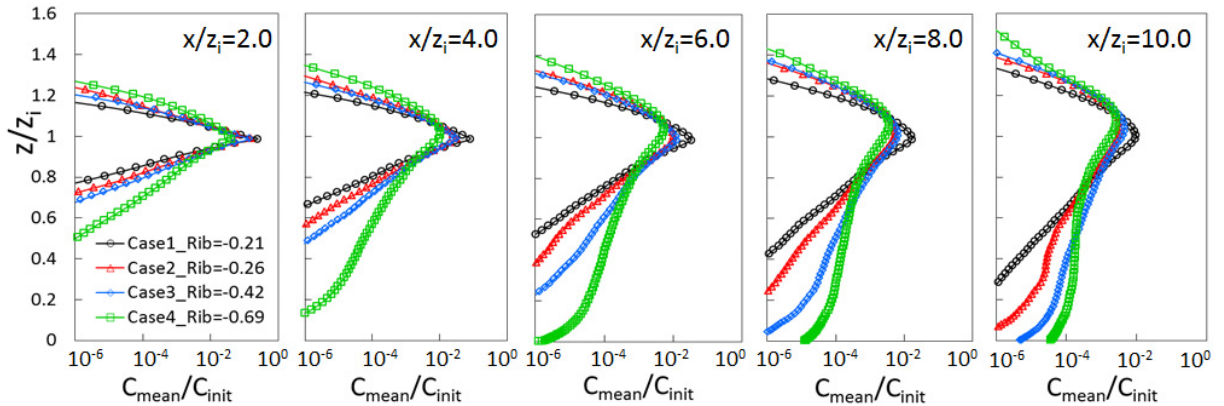 z/zi
1.6
1.4
1.2
1.0
0.8
0.6
0.4
0.2
0
x/zi=2.0
x/zi=4.0
x/zi=6.0
x/zi=8.0
x/zi=10.0
Case1_Rib=-0.21
Case2_Rib=-0.26
Case3_Rib=-0.42
Case4_Rib=-0.69
10-6 10-4 10-2 100
10-6 10-4 10-2 100
10-6 10-4 10-2 100
10-6 10-4 10-2 100
10-6 10-4 10-2 100
Cmean/Cinit
Cmean/Cinit
Cmean/Cinit
Cmean/Cinit
Cmean/Cinit